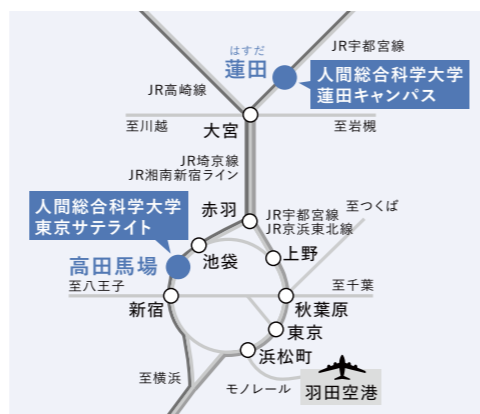 JR宇都宮線
はすだ
蓮田
人間総合科学大学
蓮田キャンパス
JR高崎線
至川越
大宮
至岩槻
JR埼京線
JR湘南新宿ライン
人間総合科学大学
東京サテライト
赤羽
JR宇都宮線
JR京浜東北線
至つくば
高田馬場
池袋
上野
至八王子
至千葉
新宿
秋葉原
東京
浜松町
至横浜
モノレール
羽田空港